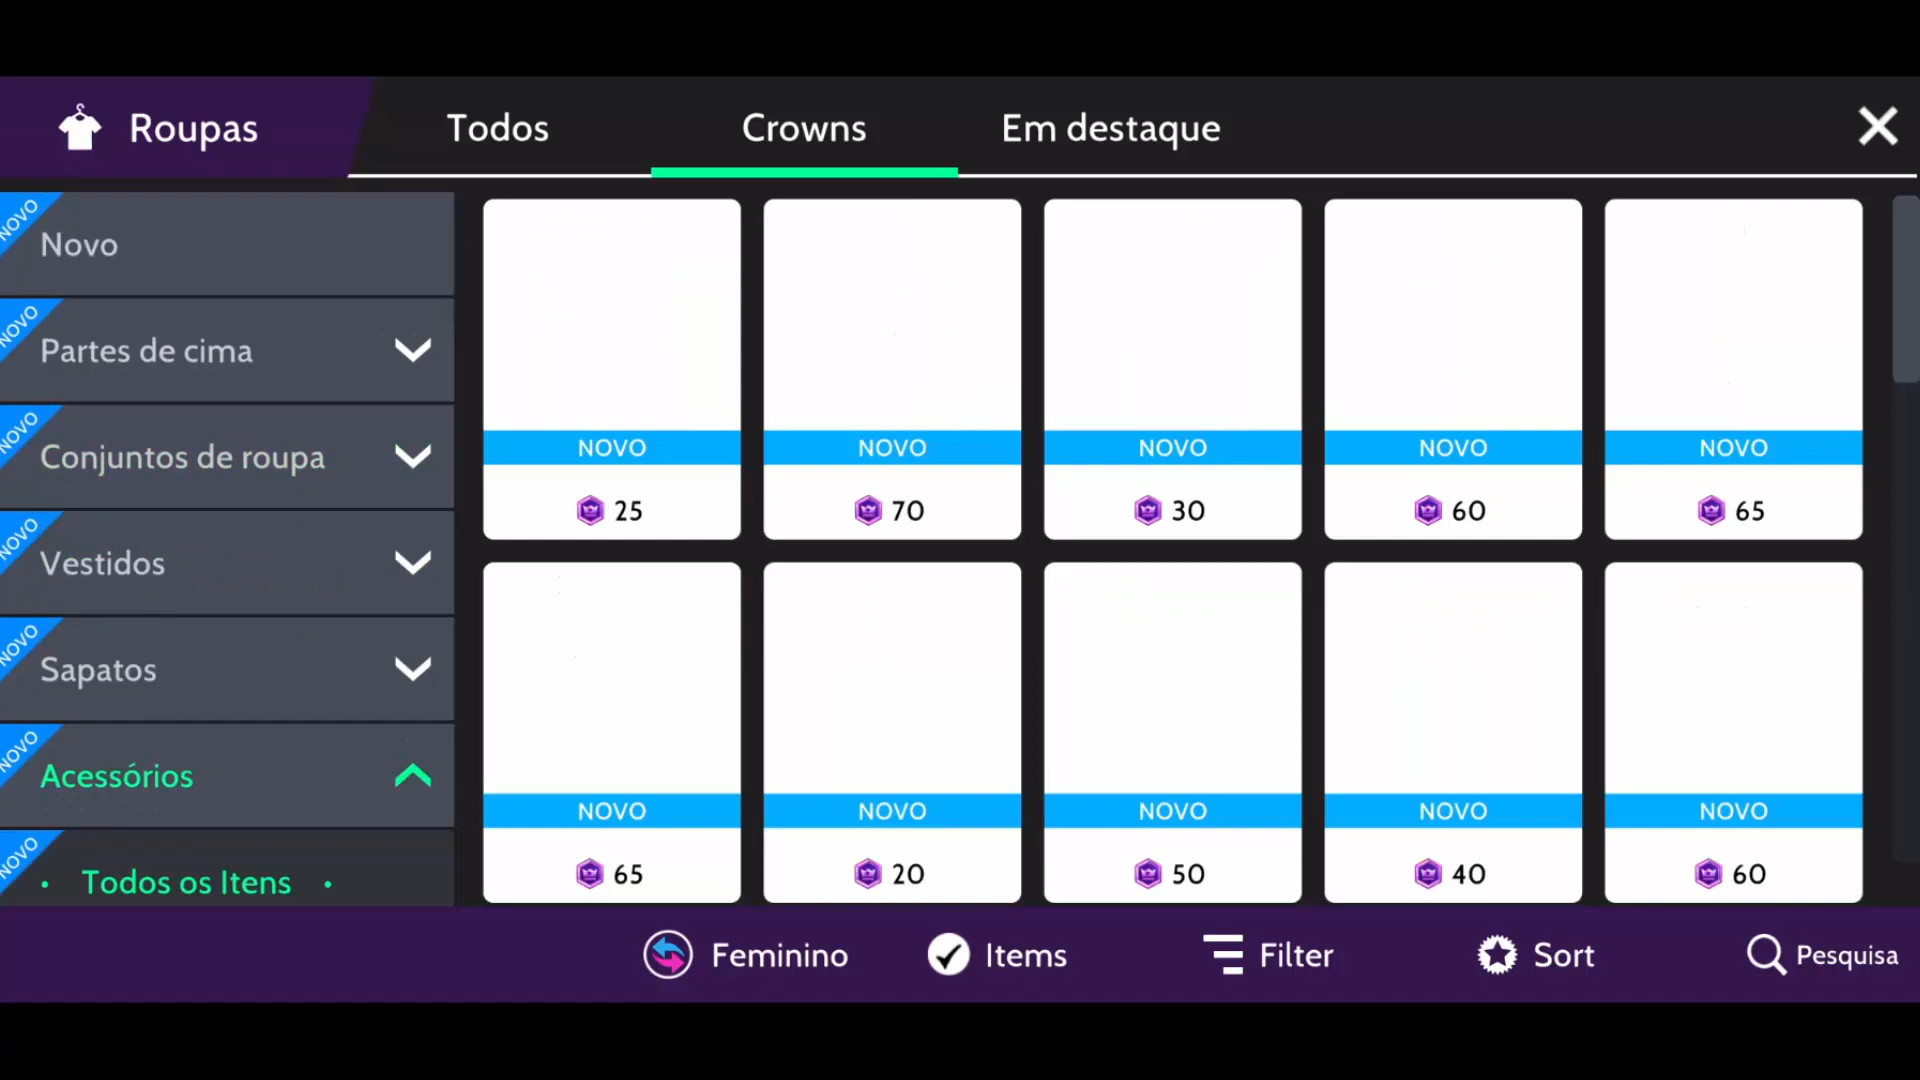 Roupas
Todos
Crowns
Em destaque
NOVO
Novo
NOVO
Partes de cima
NOVO
Conjuntos de roupa
NOVO
Vestidos
NOVO
Sapatos
NOVO
Acessórios
NOVO
• Todos os Itens •
NOVO NOVO NOVO NOVO NOVO
25 70 30 60 65
NOVO NOVO NOVO NOVO NOVO
65 20 50 40 60
Feminino
Items
Filter
Sort
Pesquisa